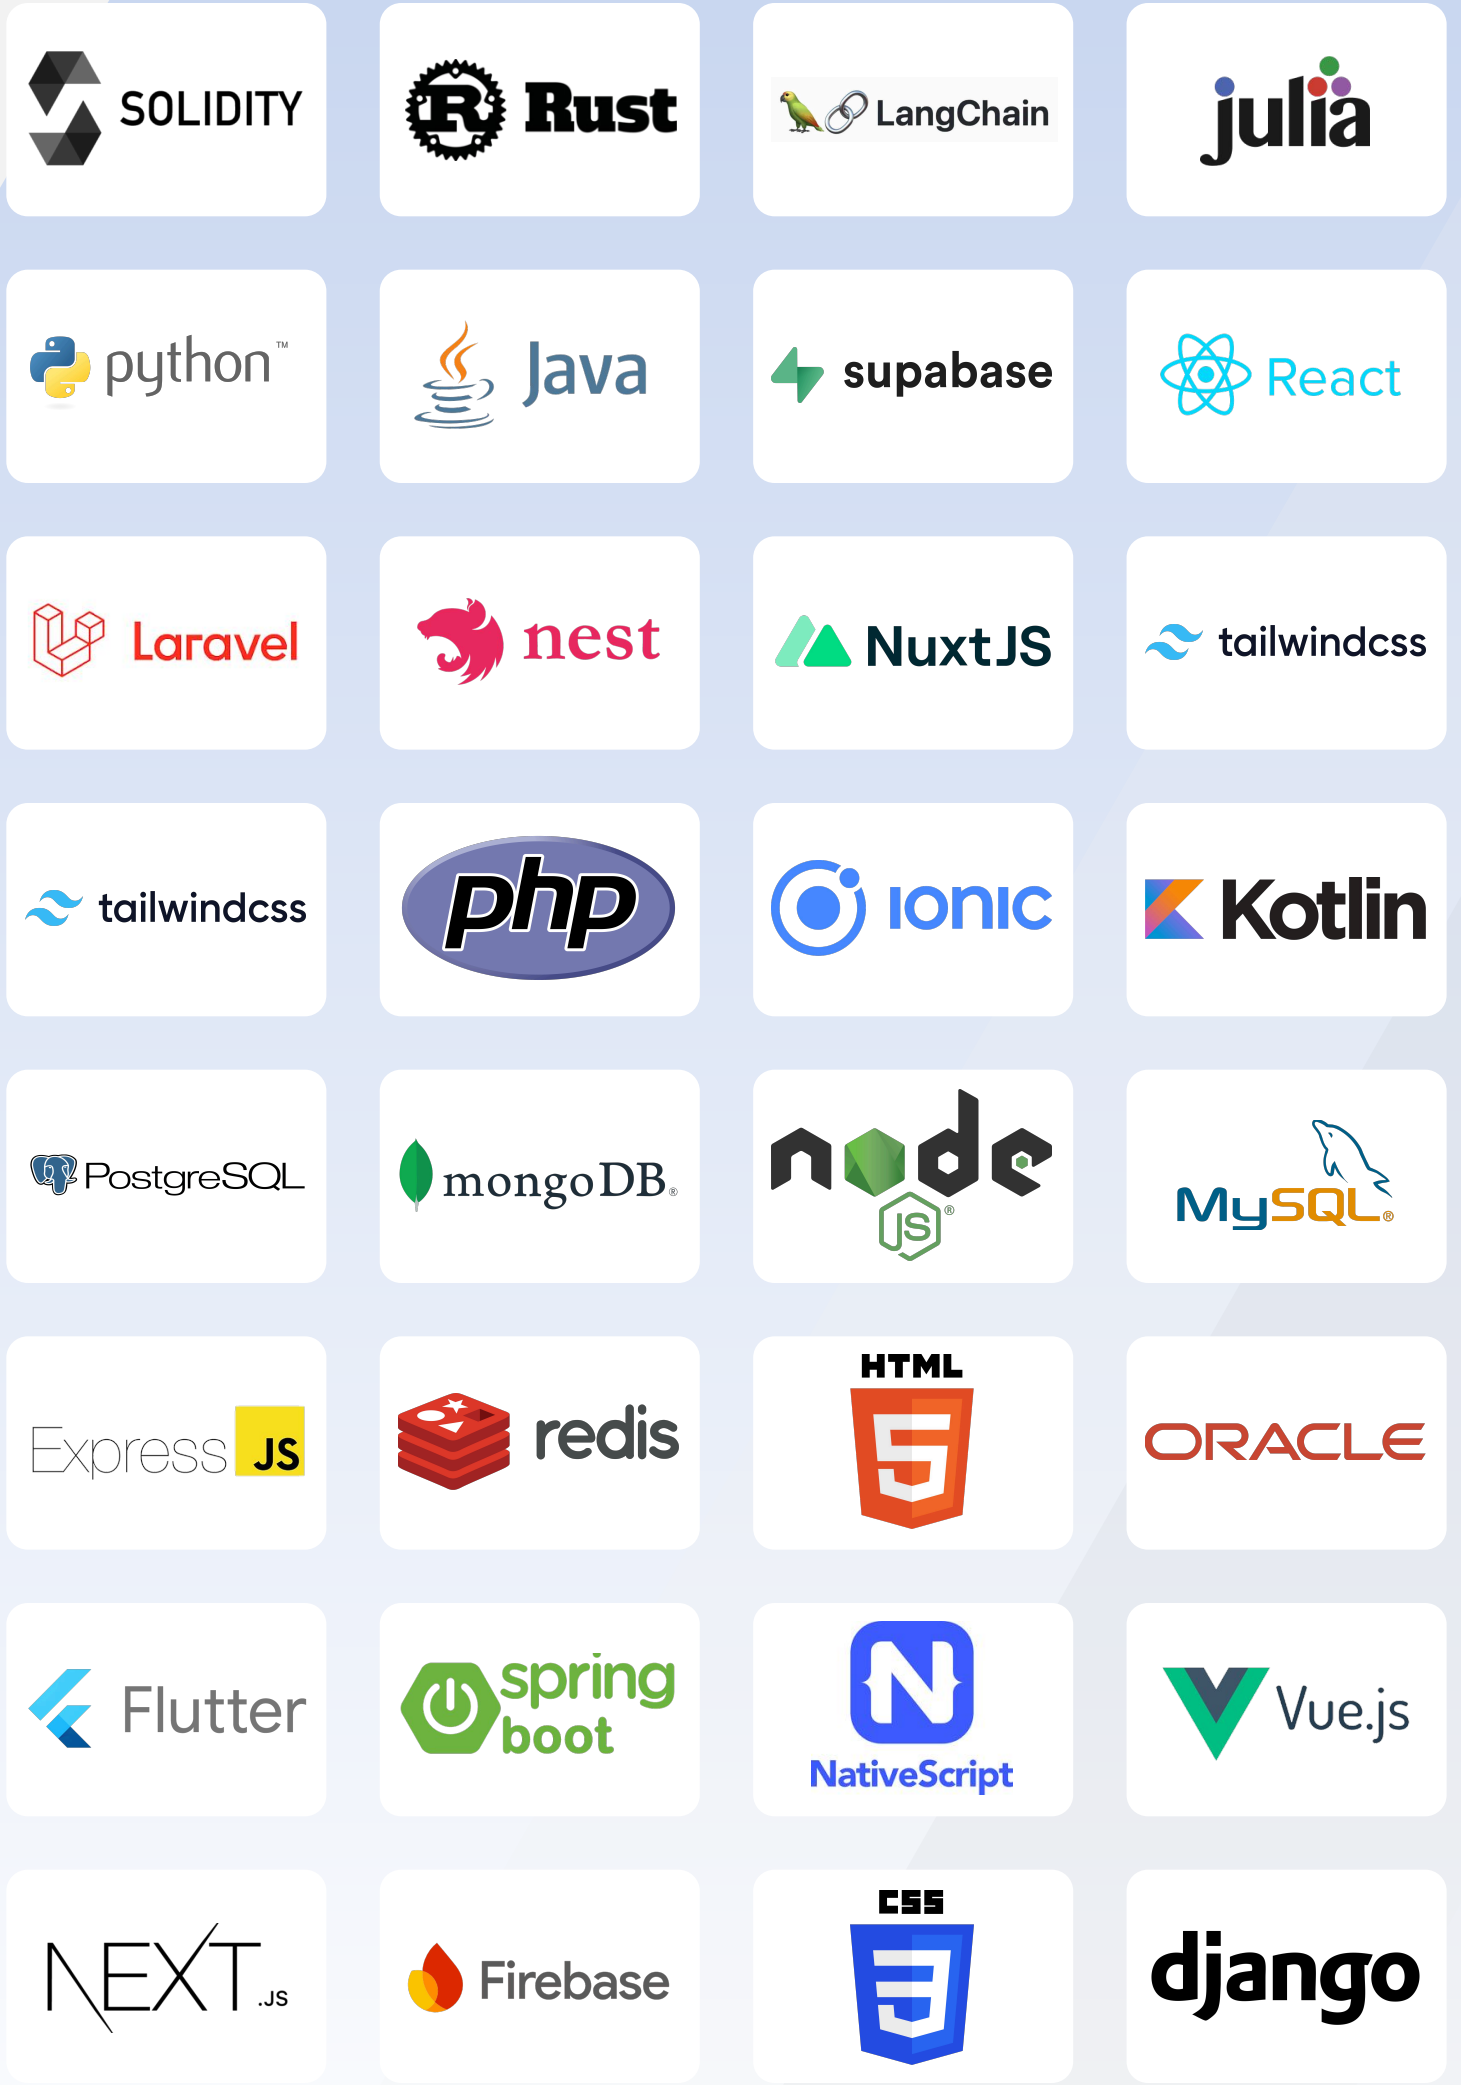 SOLIDITY
Rust
LangChain
julia
python™
Java
supabase
React
Laravel
nest
NuxtJS
tailwindcss
tailwindcss
php
ionic
Kotlin
PostgreSQL
mongoDB®
node
JS®
MySQL®
Express JS
redis
HTML
5
ORACLE
Flutter
spring
boot
N
NativeScript
Vue.js
NEXT.JS
Firebase
CSS
3
django